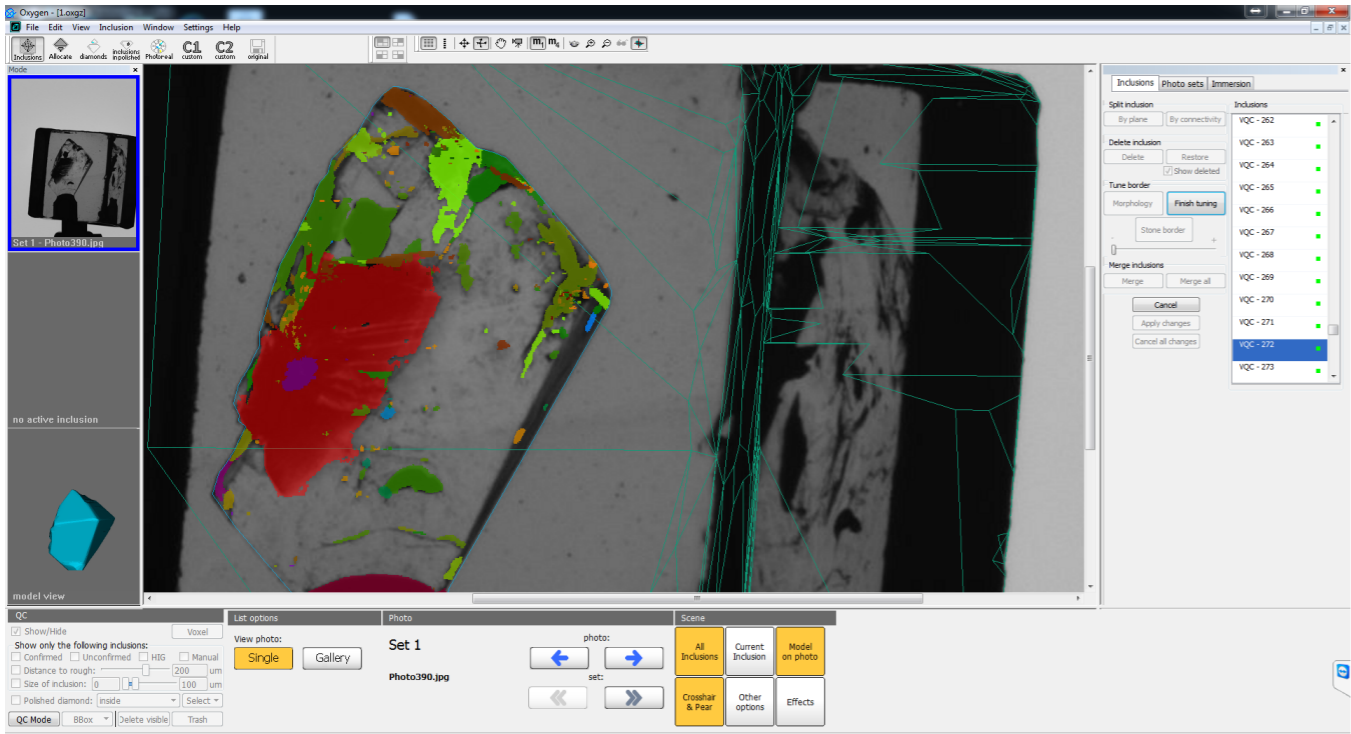 Oxygen - [1.oxgz]
File Edit View Inclusion Window Settings Help
Inclusions Allocate diamonds inclusions inpolished Photoreal C1 custom C2 custom original
Mode
Set 1 - Photo390.jpg
no active inclusion
model view
Inclusions Photo sets Immersion
Split inclusion
By plane By connectivity
Delete inclusion
Delete Restore
Show deleted
Tune border
Morphology Finish tuning
Stone border
- +
Merge inclusions
Merge Merge all
Cancel
Apply changes
Cancel all changes
Inclusions
VQC - 262
VQC - 263
VQC - 264
VQC - 265
VQC - 266
VQC - 267
VQC - 268
VQC - 269
VQC - 270
VQC - 271
VQC - 272
VQC - 273
QC
Show/Hide Voxel
Show only the following inclusions:
Confirmed Unconfirmed HIG Manual
Distance to rough: 200 um
Size of inclusion: 0 100 um
Polished diamond: inside Select
QC Mode BBox Delete visible Trash
List options
View photo:
Single Gallery
Photo
Set 1
Photo390.jpg
photo:
set:
Scene
All Inclusions
Current Inclusion
Model on photo
Crosshair & Pear
Other options
Effects